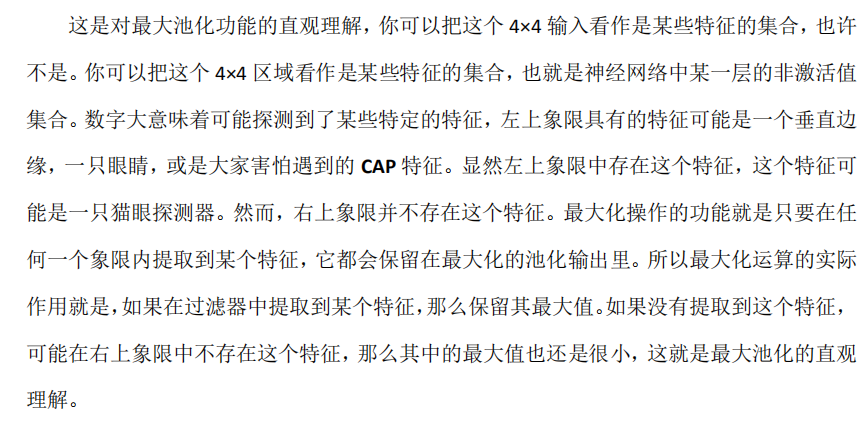 这是对最大池化功能的直观理解，你可以把这个 4×4 输入看作是某些特征的集合，也许
不是。你可以把这个 4×4 区域看作是某些特征的集合，也就是神经网络中某一层的非激活值
集合。数字大意味着可能探测到了某些特定的特征，左上象限具有的特征可能是一个垂直边
缘，一只眼睛，或是大家害怕遇到的 CAP 特征。显然左上象限中存在这个特征，这个特征可
能是一只猫眼探测器。然而，右上象限并不存在这个特征。最大化操作的功能就是只要在任
何一个象限内提取到某个特征，它都会保留在最大化的池化输出里。所以最大化运算的实际
作用就是，如果在过滤器中提取到某个特征，那么保留其最大值。如果没有提取到这个特征，
可能在右上象限中不存在这个特征，那么其中的最大值也还是很小，这就是最大池化的直观
理解。